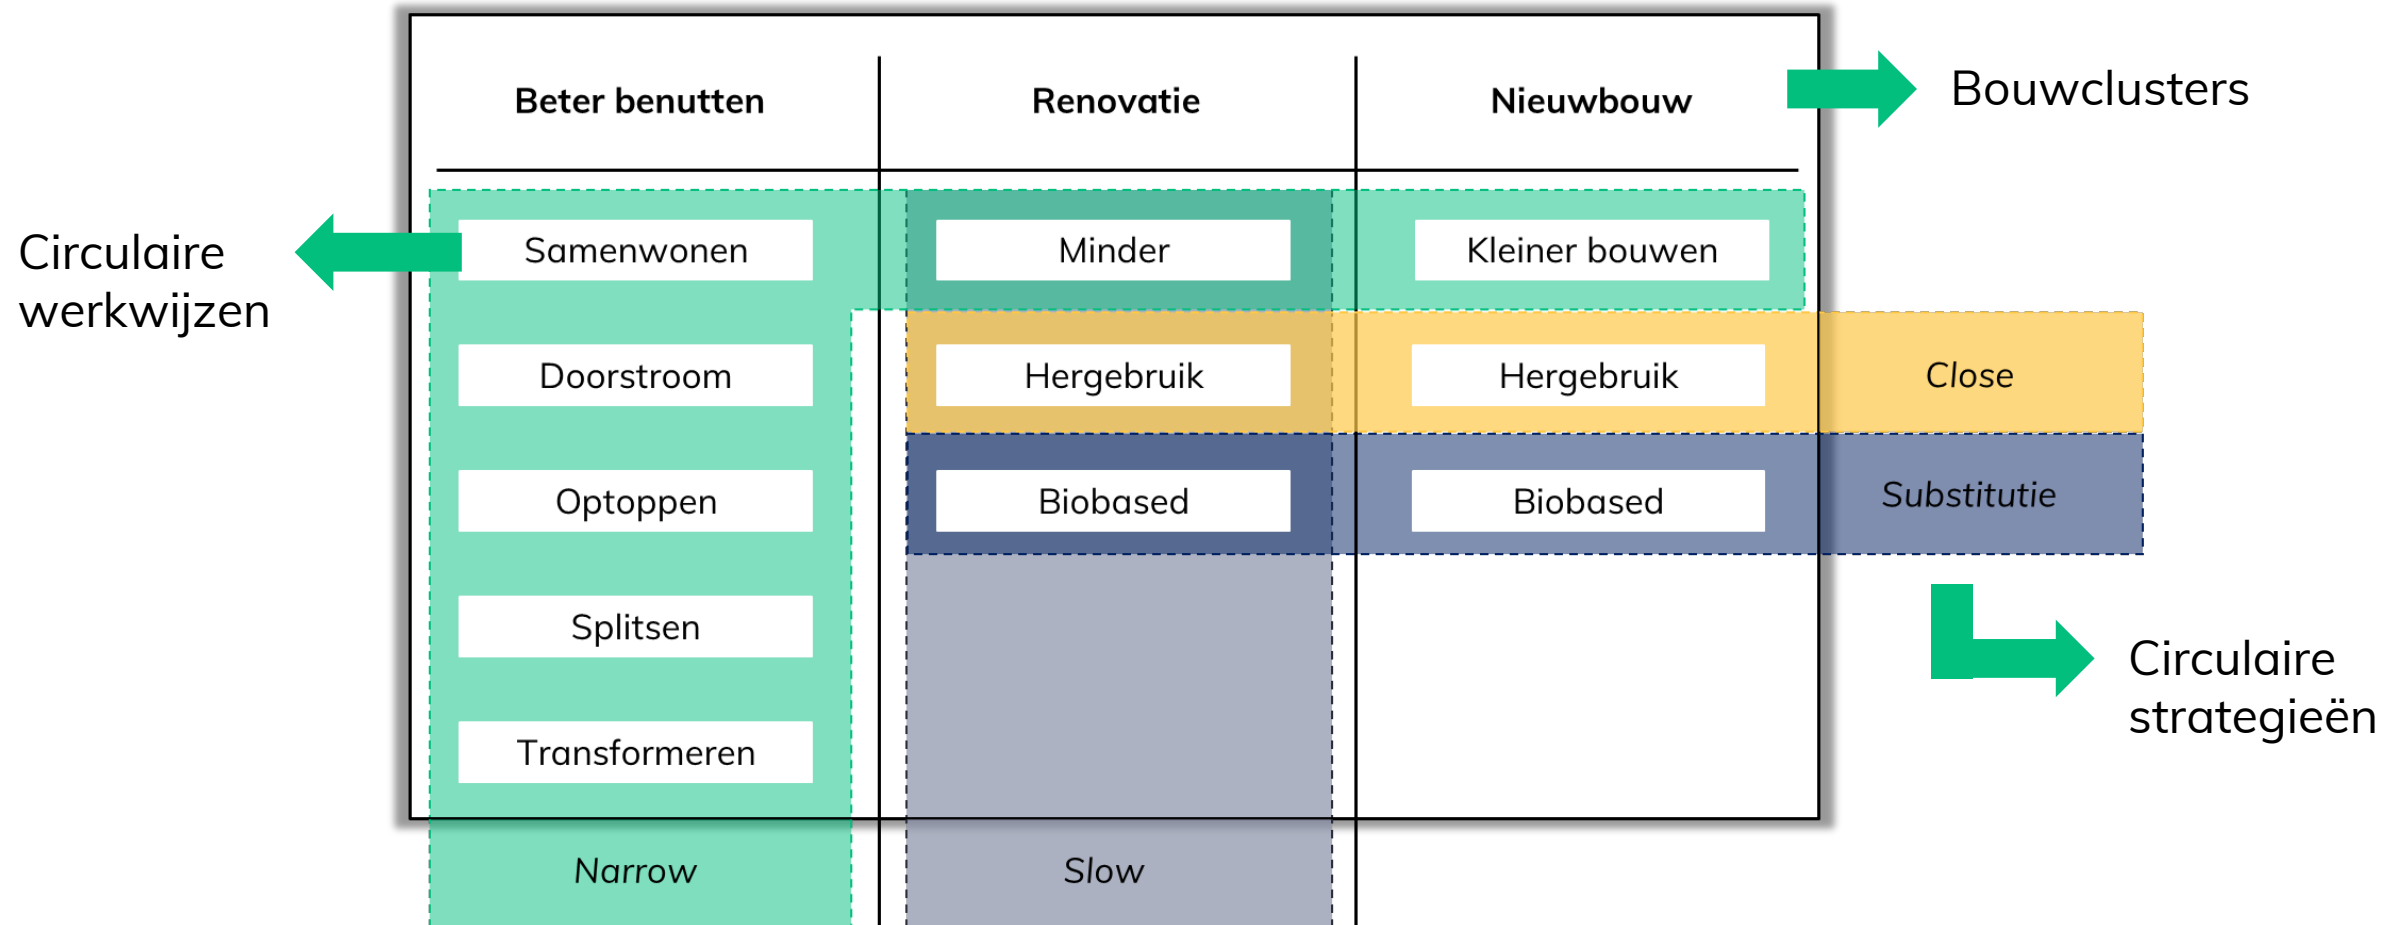 Beter benutten
Renovatie
Nieuwbouw
Bouwclusters
Circulaire
werkwijzen
Samenwonen
Minder
Kleiner bouwen
Doorstroom
Hergebruik
Hergebruik
Close
Optoppen
Biobased
Biobased
Substitutie
Splitsen
Transformeren
Circulaire
strategieën
Narrow
Slow